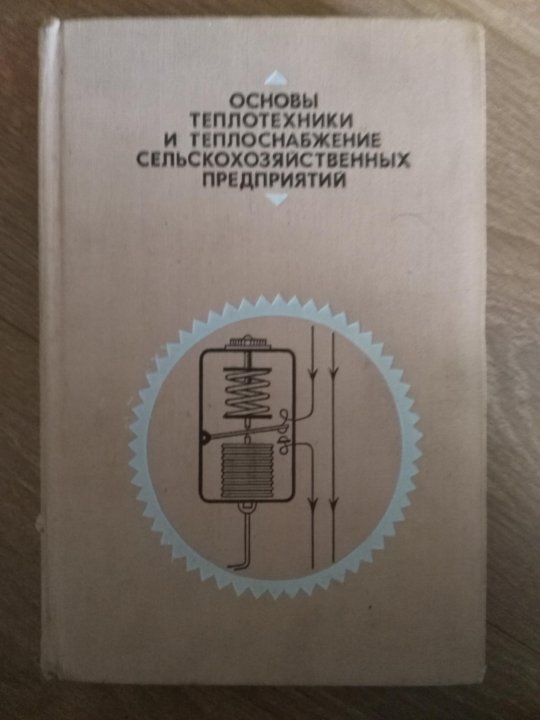 ОСНОВЫ
ТЕПЛОТЕХНИКИ
И ТЕПЛОСНАБЖЕНИЕ
СЕЛЬСКОХОЗЯЙСТВЕННЫХ
ПРЕДПРИЯТИЙ